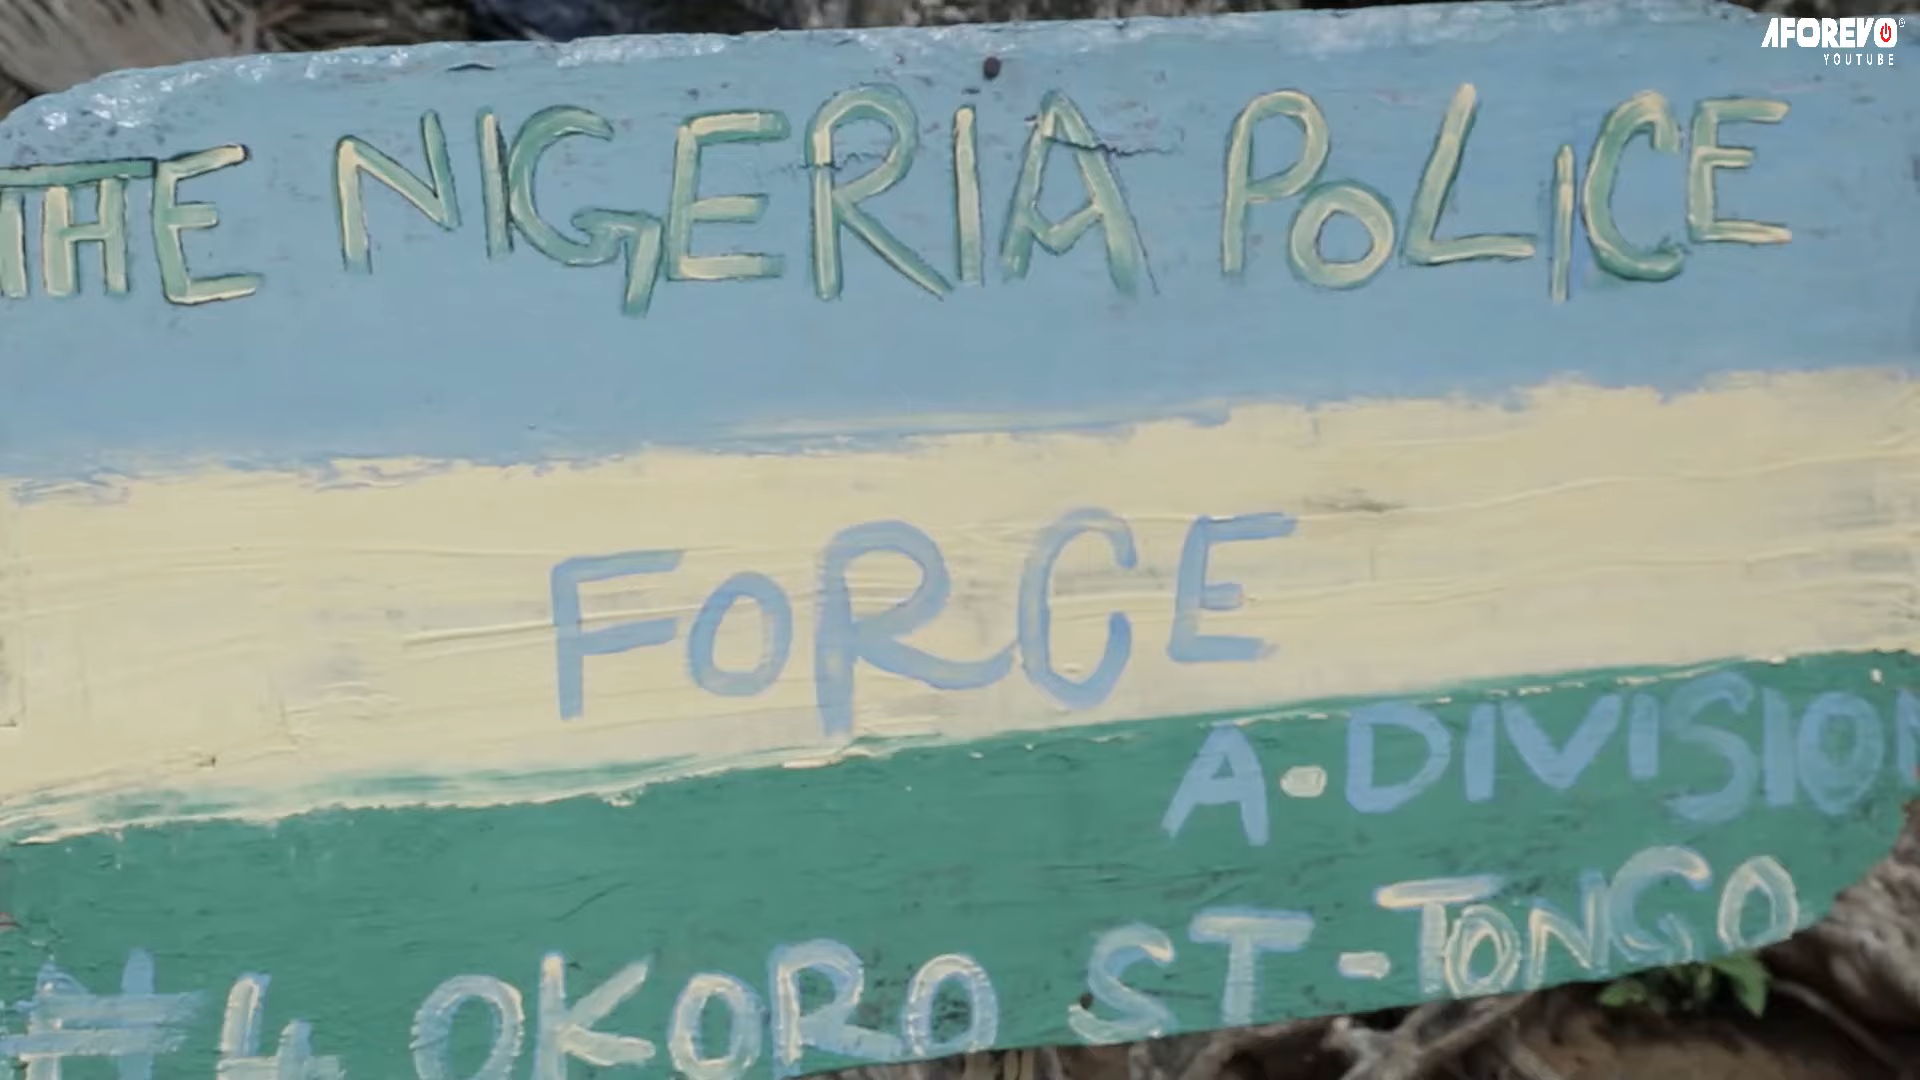 AFOREVO
YOUTUBE
THE NIGERIA POLICE
FORCE
A-DIVISION
#4 OKORO ST-TONGO